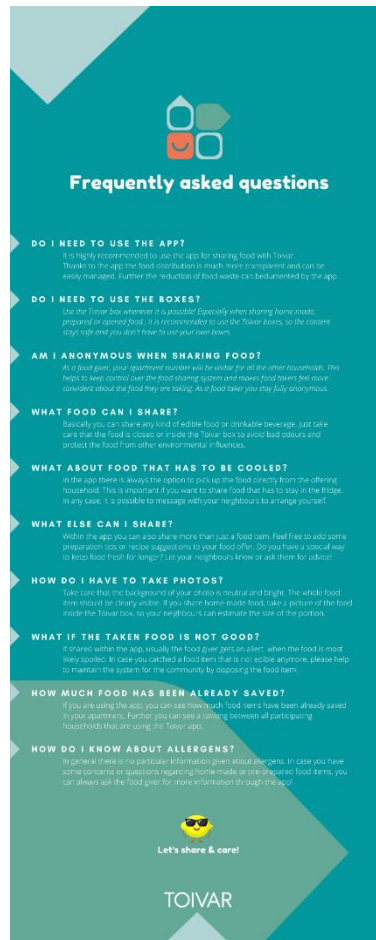 Frequently asked questions
DO I NEED TO USE THE APP?
It is highly recommended to use the app for sharing food with Toivar.
Thanks to the app the food distribution is much more transparent and can be
easily managed. Further the reduction of food waste can bedumented by the app.
DO I NEED TO USE THE BOXES?
Use the Toivar box whenever it is possible! Especially when sharing home made,
prepared or opened food , it is recommended to use the Toivar boxes, so the content
stays safe and you don't have to use your own boxes.
AM I ANONYMOUS WHEN SHARING FOOD?
As a food giver, your apartment number will be visible for all the other households. This
helps to keep control over the food sharing system and makes food takers feel more
convident about the food they are taking. As a food taker you stay fully anonymous.
WHAT FOOD CAN I SHARE?
Basically you can share any kind of edible food or drinkable beverage. Just take
care that the food is closed or inside the Toivar box to avoid bad odours and
protect the food from other environmental influences.
WHAT ABOUT FOOD THAT HAS TO BE COOLED?
In the app there is always the option to pick up the food directly from the offering
household. This is important if you want to share food that has to stay in the fridge.
In any case, it is possible to message with your neighbours to arrange yourself.
WHAT ELSE CAN I SHARE?
Within the app you can also share more than just a food item. Feel free to add some
preparation tips or recipe suggestions to your food offer. Do you have a special way
to keep food fresh for longer? Let your neighbours know or ask them for advice!
HOW DO I HAVE TO TAKE PHOTOS?
Take care that the background of your photo is neutral and bright. The whole food
item should be clearly visible. If you share home-made food, take a picture of the food
inside the Toivar box, so your neighbours can estimate the size of the portion.
WHAT IF THE TAKEN FOOD IS NOT GOOD?
If shared within the app, usually the food giver gets an alert, when the food is most
likely spoiled. In case you catched a food item that is not edible anymore, please help
to maintain the system for the community by disposing the food item.
HOW MUCH FOOD HAS BEEN ALREADY SAVED?
If you are using the app, you can see how much food items have been already saved
in your apartment. Further you can see a ranking between all participating
households that are using the Toivar app.
HOW DO I KNOW ABOUT ALLERGENS?
In general there is no particular information given about allergens. In case you have
some concerns or questions regarding home-made or pre-prepared food items, you
can always ask the food giver for more information through the app!
Let's share & care!
TOIVAR